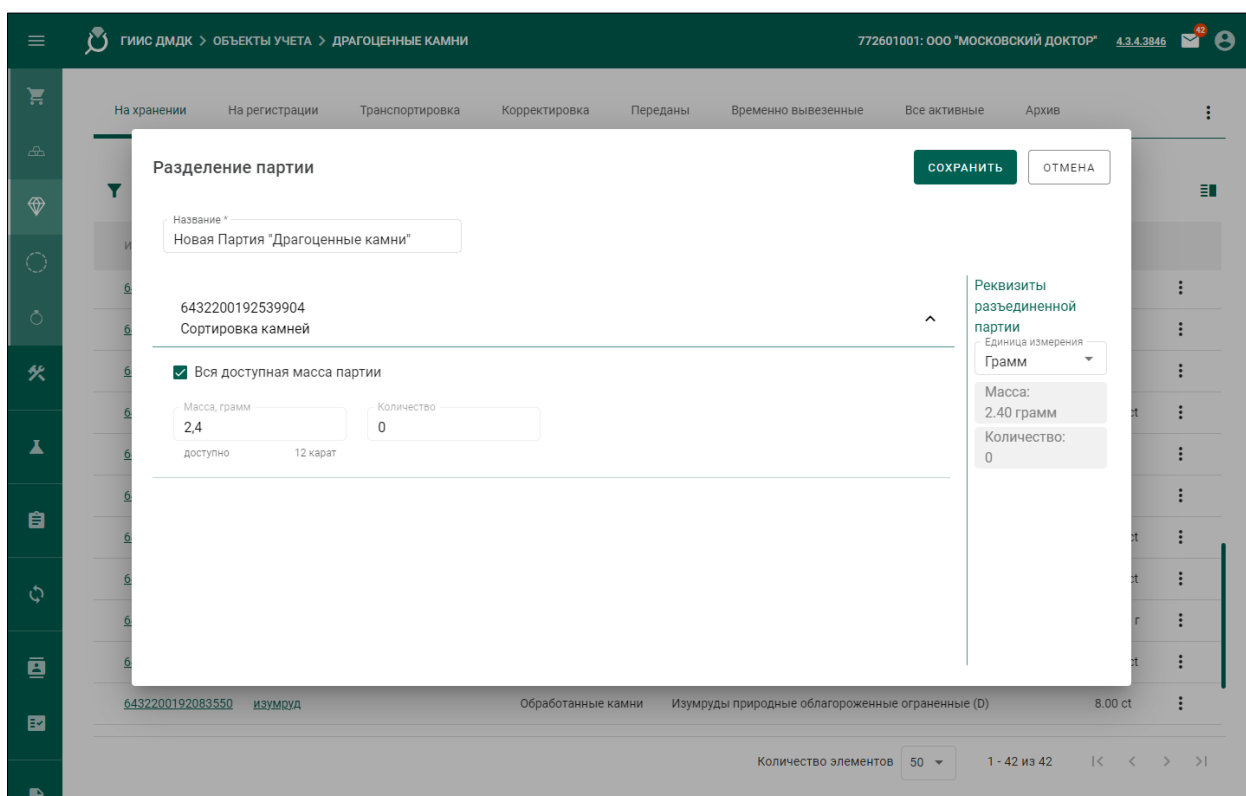 ГИИС ДМДК > ОБЪЕКТЫ УЧЕТА > ДРАГОЦЕННЫЕ КАМНИ
772601001: ООО "МОСКОВСКИЙ ДОКТОР" 4.3.4.3846 42
На хранении На регистрации Транспортировка Корректировка Переданы Временно вывезенные Все активные Архив
Разделение партии
СОХРАНИТЬ ОТМЕНА
Название *
Новая Партия "Драгоценные камни"
6432200192539904
Сортировка камней
Вся доступная масса партии
Масса, грамм Количество
2,4 0
доступно 12 карат
Реквизиты
разъединенной
партии
Единица измерения
Грамм
Масса:
2.40 грамм
Количество:
0
6432200192083550 изумруд Обработанные камни Изумруды природные облагороженные ограненные (D) 8.00 ct
Количество элементов 50 1 - 42 из 42